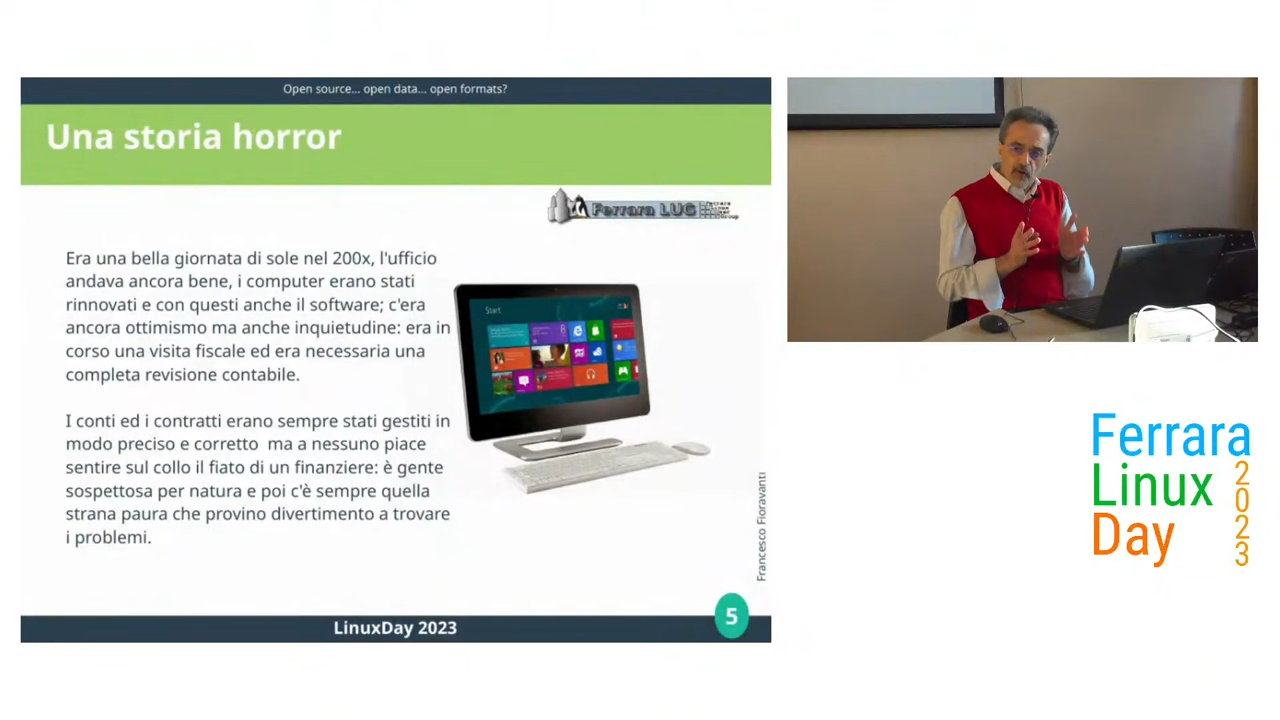 Open source... open data... open formats?
Una storia horror
Ferrara LUG
Ferrara
Group
Era una bella giornata di sole nel 200x, l'ufficio
andava ancora bene, i computer erano stati
rinnovati e con questi anche il software; c'era
ancora ottimismo ma anche inquietudine: era in
corso una visita fiscale ed era necessaria una
completa revisione contabile.
I conti ed i contratti erano sempre stati gestiti in
modo preciso e corretto  ma a nessuno piace
sentire sul collo il fiato di un finanziere: è gente
sospettosa per natura e poi c'è sempre quella
strana paura che provino divertimento a trovare
i problemi.
Start
Francesco Fioravanti
LinuxDay 2023
5
Ferrara
Linux
Day
2023